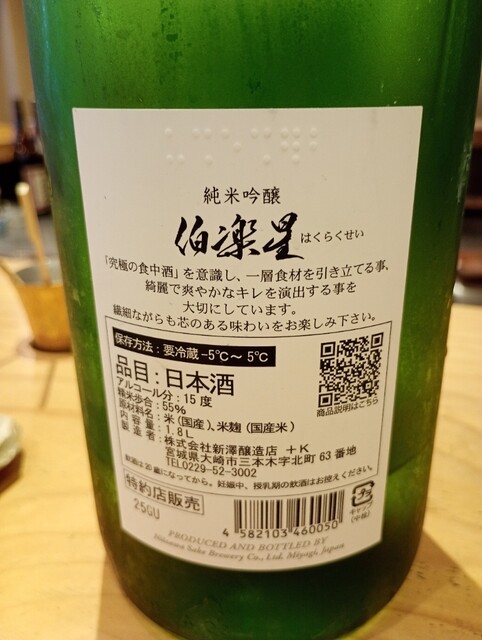 純米吟醸
伯楽星 はくらくせい
「究極の食中酒」を意識し、一層食材を引き立てる事、
綺麗で爽やかなキレを演出する事を
大切にしています。
繊細ながらも芯のある味わいをお楽しみ下さい。
保存方法：要冷蔵−5℃〜5℃
品目：日本酒
アルコール分：15度
精米歩合：55%
原材料名：米（国産）、米麹（国産米）
内容量：1.8L
製造者：株式会社新澤醸造店 +K
宮城県大崎市三本木字北町63番地
TEL0229-52-3002
商品説明はこちら
飲酒は20歳になってから。妊娠中、授乳期の飲酒はお控えください。
特約店販売
25GU
4 582103 460050
プラ
キャップ
（中栓）
PRODUCED AND BOTTLED BY
Niizawa Sake Brewery Co., Ltd. Miyagi, Japan